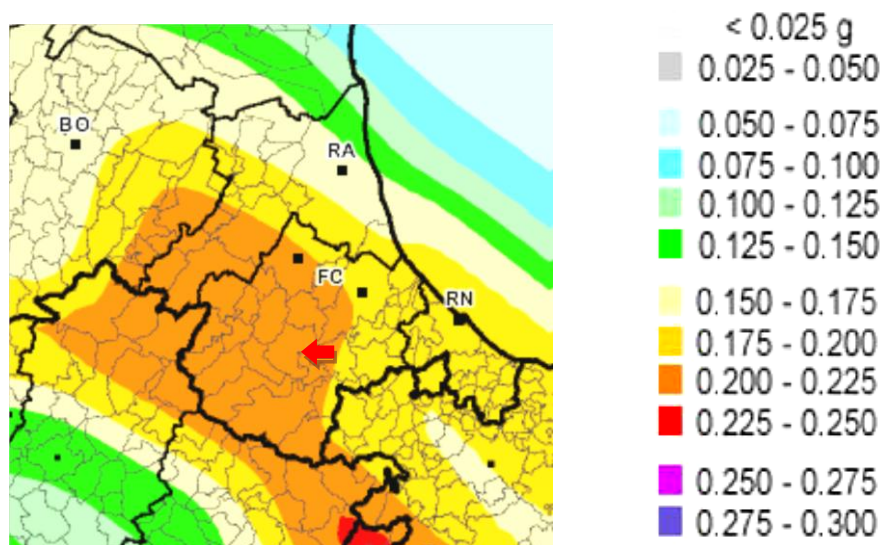 BO
RA
FC
RN
< 0.025 g
0.025 - 0.050
0.050 - 0.075
0.075 - 0.100
0.100 - 0.125
0.125 - 0.150
0.150 - 0.175
0.175 - 0.200
0.200 - 0.225
0.225 - 0.250
0.250 - 0.275
0.275 - 0.300